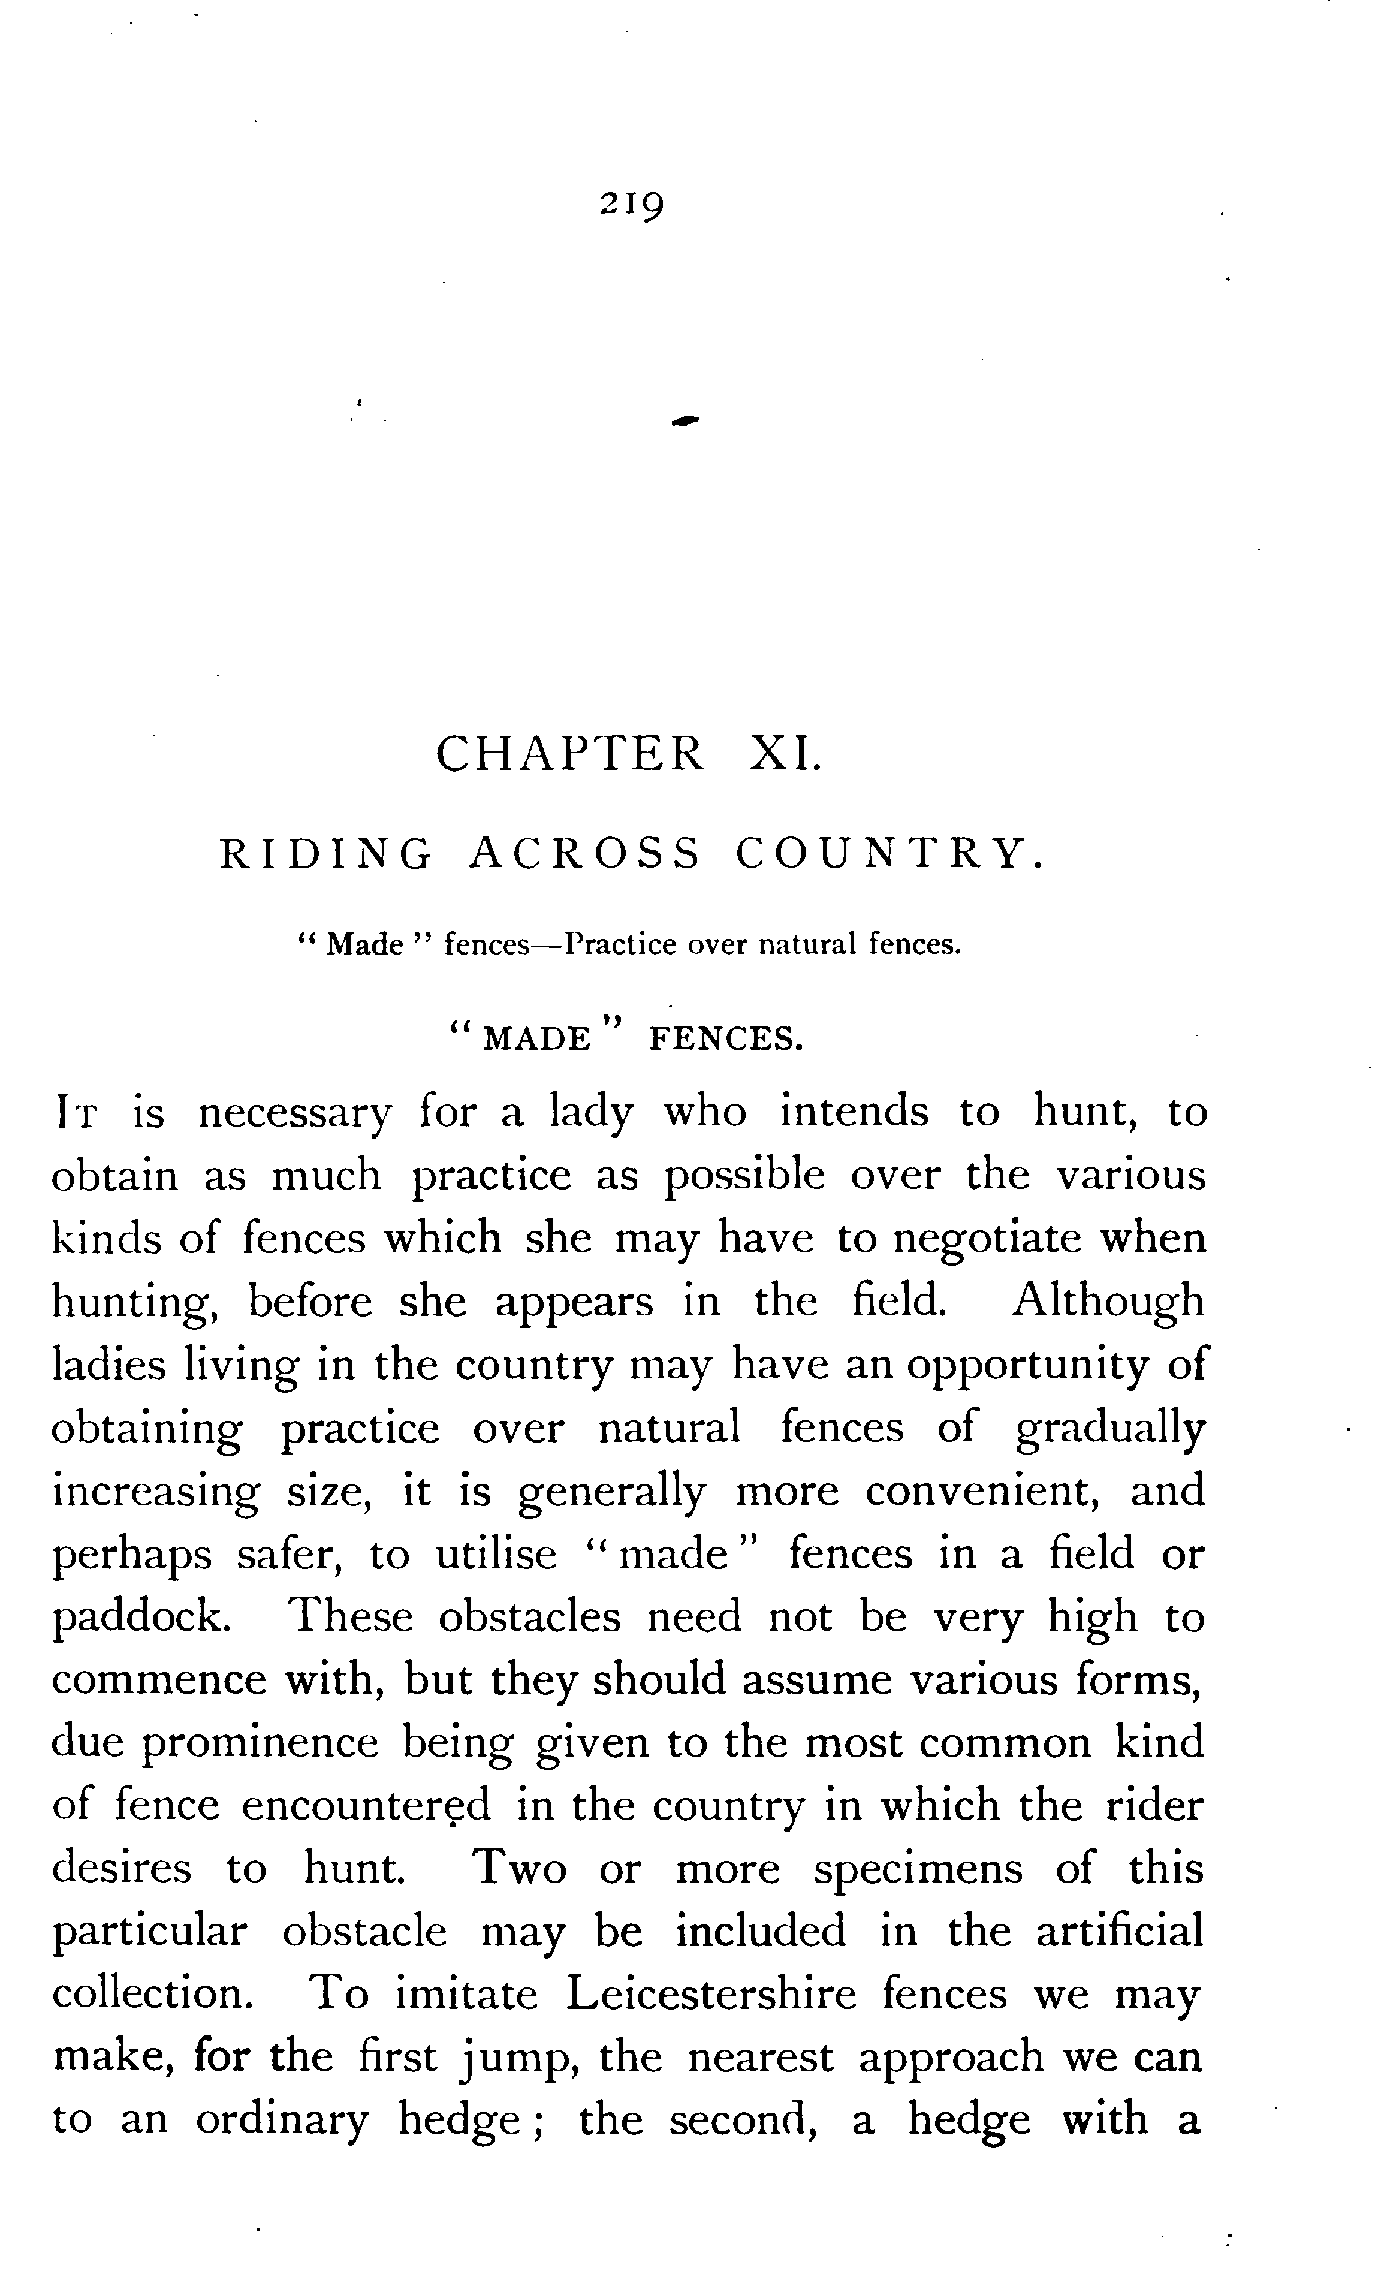 219
CHAPTER XI.
RIDING ACROSS COUNTRY.
“ Made ” fences—Practice over natural fences.
“ MADE ” FENCES.
IT is necessary for a lady who intends to hunt, to
obtain as much practice as possible over the various
kinds of fences which she may have to negotiate when
hunting, before she appears in the field. Although
ladies living in the country may have an opportunity of
obtaining practice over natural fences of gradually
increasing size, it is generally more convenient, and
perhaps safer, to utilise “ made ” fences in a field or
paddock. These obstacles need not be very high to
commence with, but they should assume various forms,
due prominence being given to the most common kind
of fence encountered in the country in which the rider
desires to hunt. Two or more specimens of this
particular obstacle may be included in the artificial
collection. To imitate Leicestershire fences we may
make, for the first jump, the nearest approach we can
to an ordinary hedge ; the second, a hedge with a